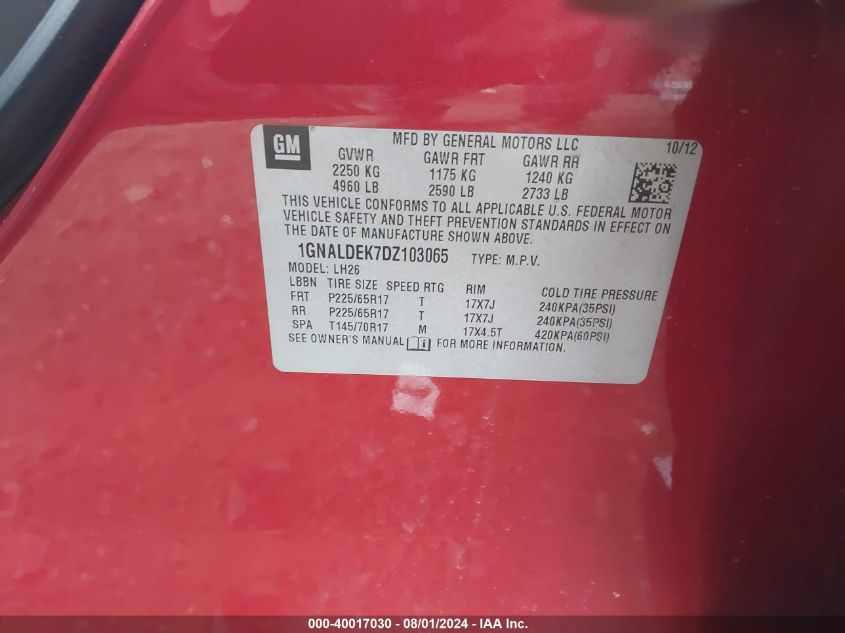 GM
MFD BY GENERAL MOTORS LLC 10/12
GVWR GAWR FRT GAWR RR
2250 KG 1175 KG 1240 KG
4960 LB 2590 LB 2733 LB
THIS VEHICLE CONFORMS TO ALL APPLICABLE U.S. FEDERAL MOTOR
VEHICLE SAFETY AND THEFT PREVENTION STANDARDS IN EFFECT ON
THE DATE OF MANUFACTURE SHOWN ABOVE.
1GNALDEK7DZ103065 TYPE: M.P.V.
MODEL: LH26
LBBN TIRE SIZE SPEED RTG RIM COLD TIRE PRESSURE
FRT P225/65R17 T 17X7J 240KPA(35PSI)
RR P225/65R17 T 17X7J 240KPA(35PSI)
SPA T145/70R17 M 17X4.5T 420KPA(60PSI)
SEE OWNER'S MANUAL i FOR MORE INFORMATION.
000-40017030 - 08/01/2024 - IAA Inc.